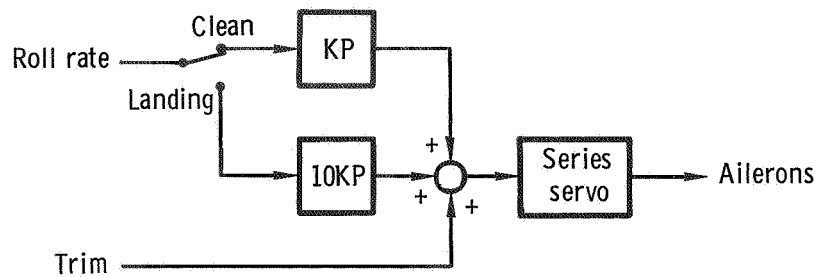 Clean
Roll rate
KP
Landing
10KP
+
+
+
Series
servo
Ailerons
Trim